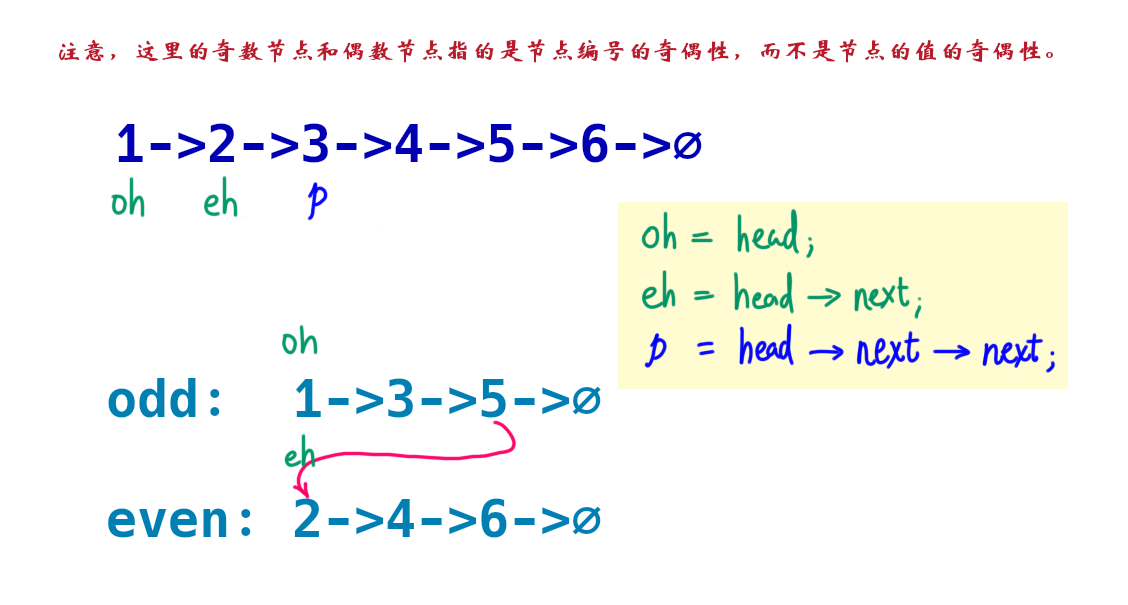 注意，这里的奇数节点和偶数节点指的是节点编号的奇偶性，而不是节点的值的奇偶性。
1->2->3->4->5->6->∅
oh eh p
oh = head;
eh = head → next;
p = head → next → next;
oh
odd: 1->3->5->∅
eh
even: 2->4->6->∅